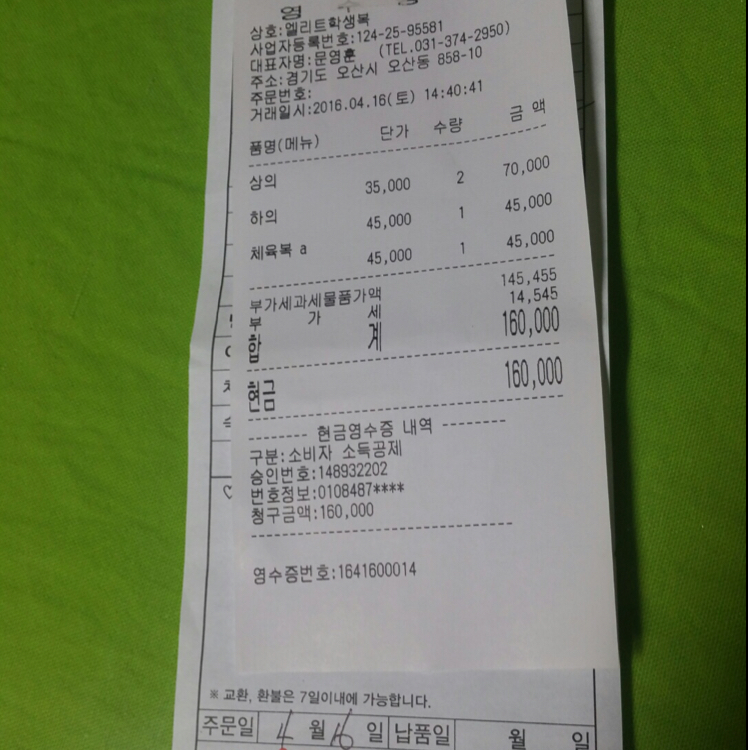 상호:엘리트학생복
사업자등록번호:124-25-95581
대표자명:문영훈 (TEL.031-374-2950)
주소:경기도 오산시 오산동 858-10
주문번호:
거래일시:2016.04.16(토) 14:40:41
품명(메뉴) 단가 수량 금 액
상의 35,000 2 70,000
하의 45,000 1 45,000
체육복 a 45,000 1 45,000
부가세과세물품가액 145,455
부 가 세 14,545
합 계 160,000
현금 160,000
-------- 현금영수증 내역 --------
구분:소비자 소득공제
승인번호:148932202
번호정보:0108487****
청구금액:160,000
영수증번호:1641600014
※ 교환, 환불은 7일이내에 가능합니다.
주문일 4 월 16 일 납품일 월 일